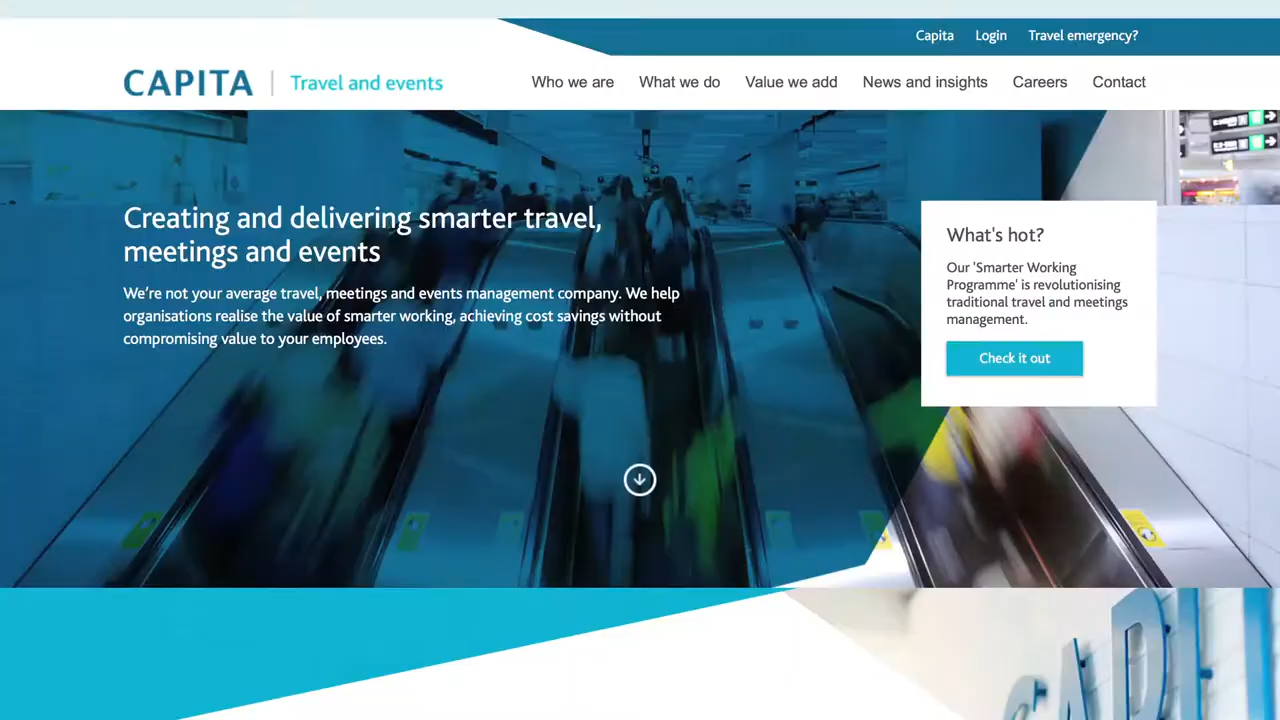 Capita Login Travel emergency?
CAPITA Travel and events
Who we are What we do Value we add News and insights Careers Contact
Creating and delivering smarter travel,
meetings and events
We're not your average travel, meetings and events management company. We help
organisations realise the value of smarter working, achieving cost savings without
compromising value to your employees.
What's hot?
Our 'Smarter Working
Programme' is revolutionising
traditional travel and meetings
management.
Check it out
CAPI